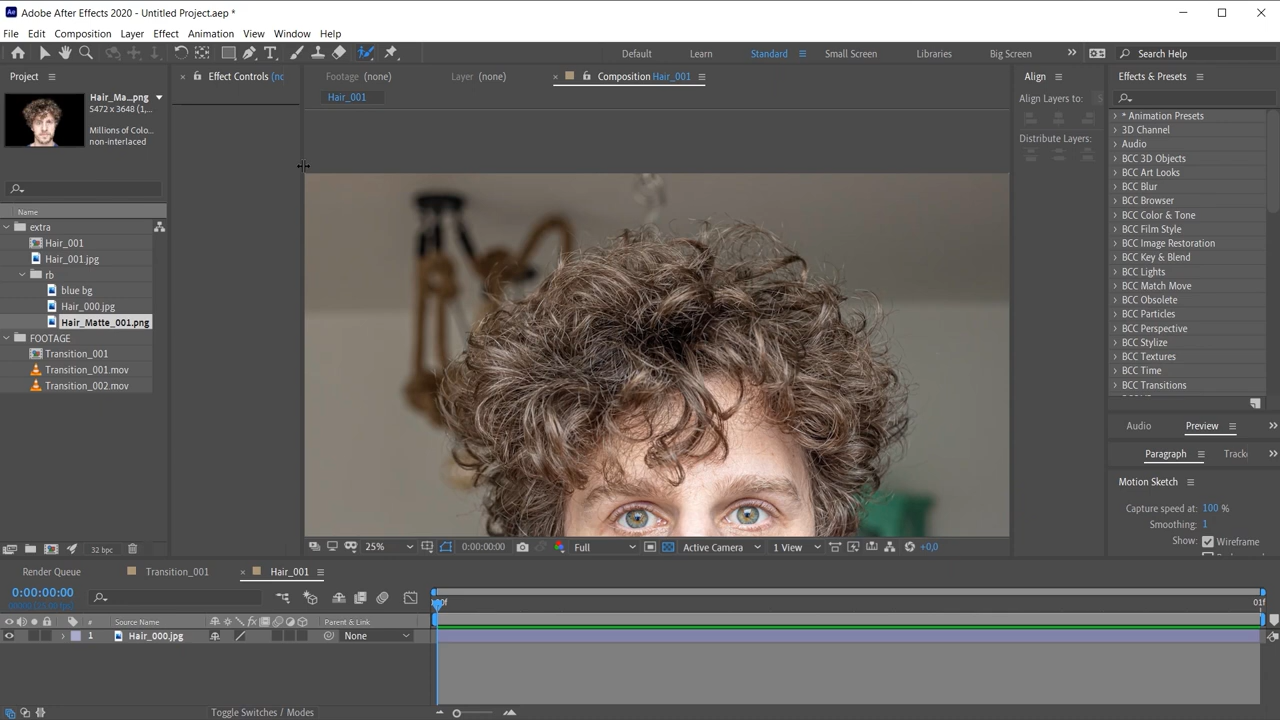 Adobe After Effects 2020 - Untitled Project.aep *
File Edit Composition Layer Effect Animation View Window Help
Default Learn Standard Small Screen Libraries Big Screen Search Help
Project
Hair_Ma...png
5472 x 3648 (1,...
Millions of Colo...
non-interlaced
Name
extra
Hair_001
Hair_001.jpg
rb
blue bg
Hair_000.jpg
Hair_Matte_001.png
FOOTAGE
Transition_001
Transition_001.mov
Transition_002.mov
32 bpc
Effect Controls (nc
Footage (none) Layer (none) Composition Hair_001
Hair_001
25% 0:00:00:00 Full Active Camera 1 View +0,0
Align
Align Layers to: S
Distribute Layers:
Effects & Presets
* Animation Presets
3D Channel
Audio
BCC 3D Objects
BCC Art Looks
BCC Blur
BCC Browser
BCC Color & Tone
BCC Film Style
BCC Image Restoration
BCC Key & Blend
BCC Lights
BCC Match Move
BCC Obsolete
BCC Particles
BCC Perspective
BCC Stylize
BCC Textures
BCC Time
BCC Transitions
Audio Preview
Paragraph Track
Motion Sketch
Capture speed at: 100 %
Smoothing: 1
Show: Wireframe
Render Queue Transition_001 Hair_001
0:00:00:00
:00f 01f
# Source Name fx Parent & Link
1 Hair_000.jpg None
Toggle Switches / Modes